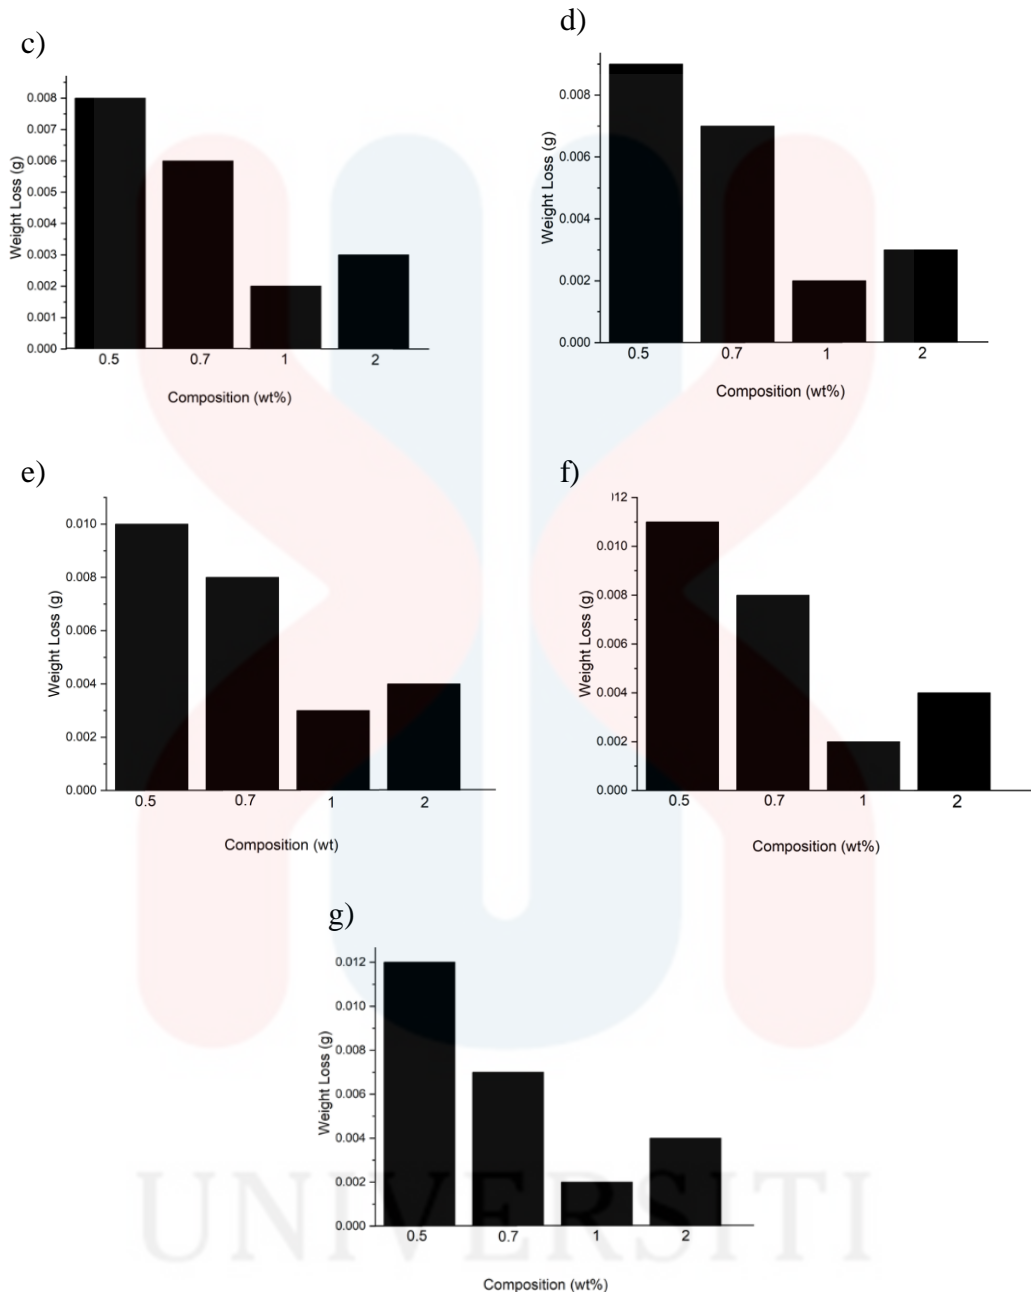 c)
0.008
0.007
0.006
0.005
0.004
0.003
0.002
0.001
0.000
Weight Loss (g)
0.5 0.7 1 2
Composition (wt%)
d)
0.008
0.006
0.004
0.002
0.000
Weight Loss (g)
0.5 0.7 1 2
Composition (wt%)
e)
0.010
0.008
0.006
0.004
0.002
0.000
Weight Loss (g)
0.5 0.7 1 2
Composition (wt)
f)
12
0.010
0.008
0.006
0.004
0.002
0.000
Weight Loss (g)
0.5 0.7 1 2
Composition (wt%)
g)
0.012
0.010
0.008
0.006
0.004
0.002
0.000
Weight Loss (g)
0.5 0.7 1 2
UNIVERSITI
Composition (wt%)